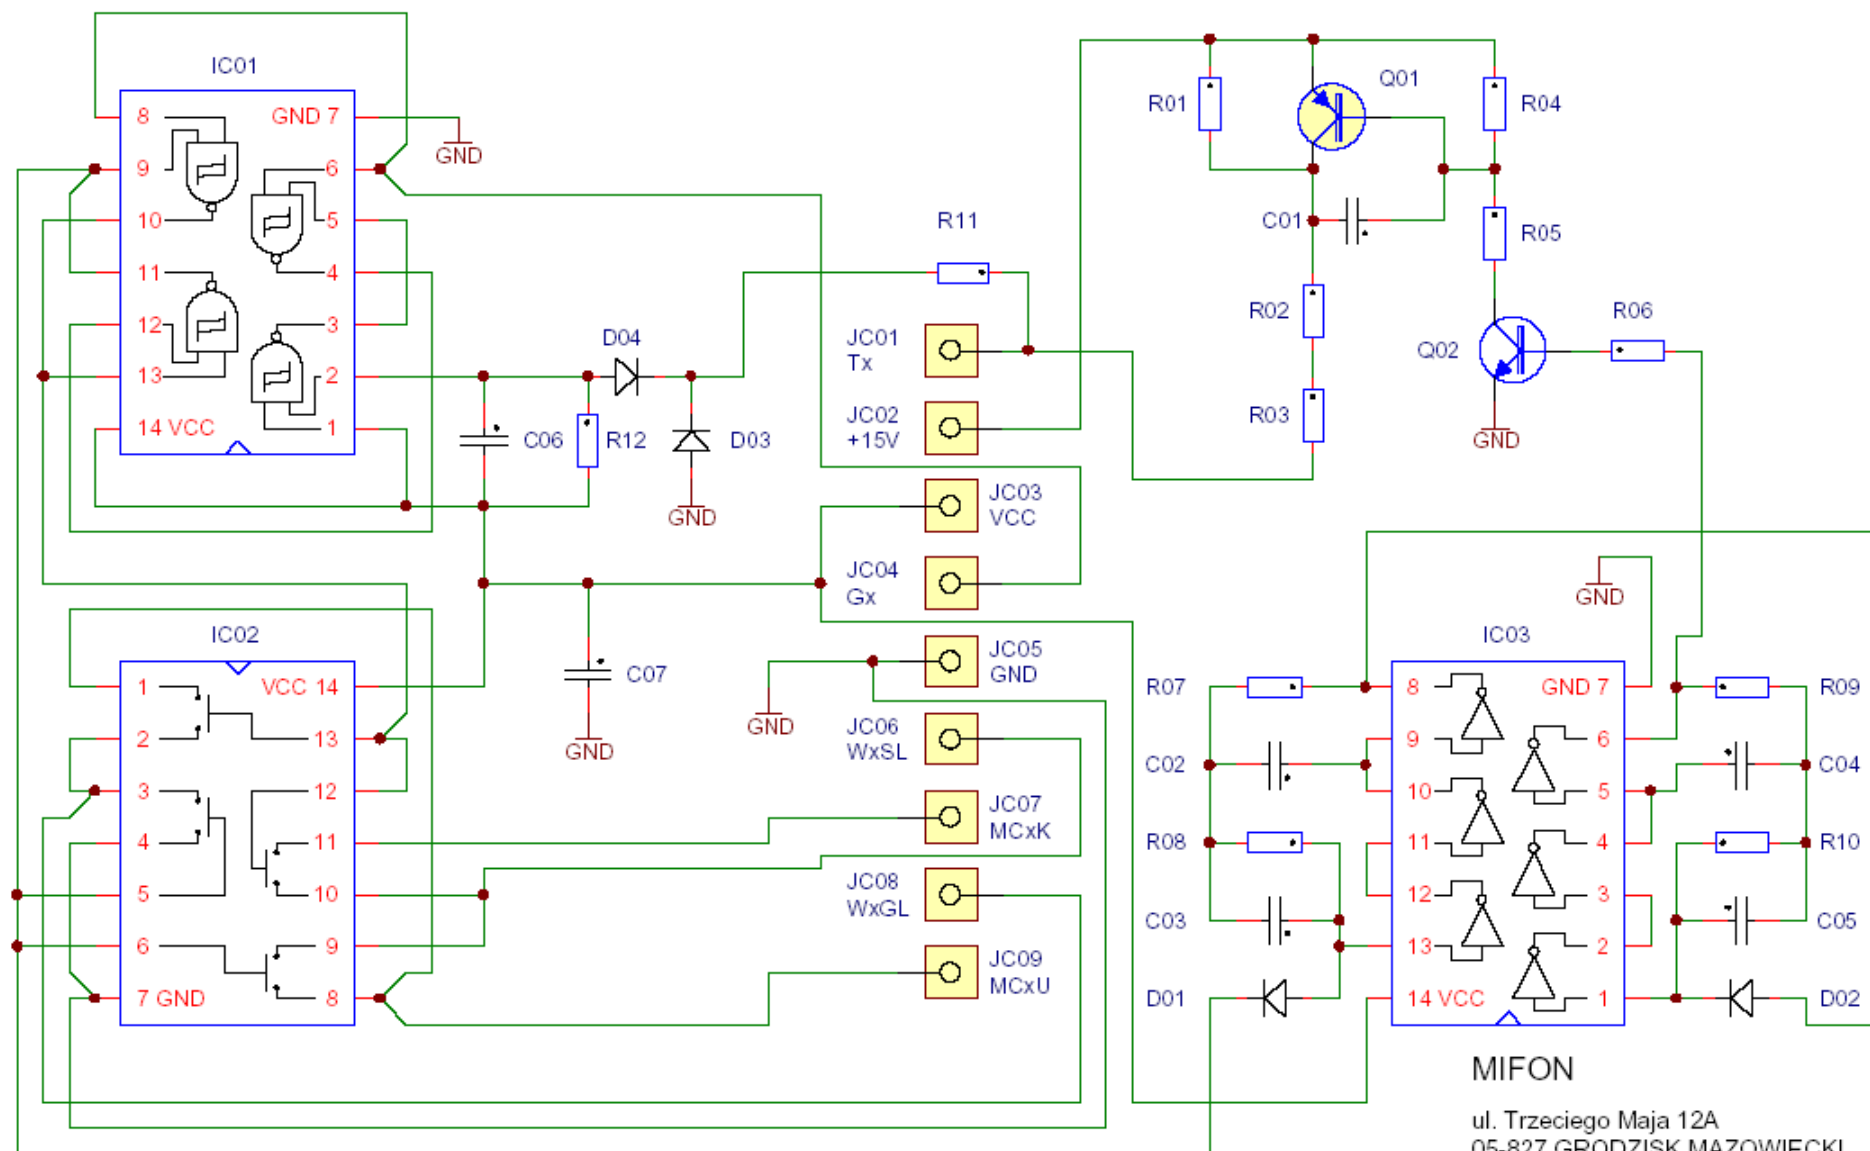 IC01
8
GND 7
9
6
10
5
11
4
12
3
13
2
14 VCC
1
GND
D04
C06
R12
D03
GND
R11
JC01
Tx
JC02
+15V
JC03
VCC
JC04
Gx
JC05
GND
JC06
WxSL
JC07
MCxK
JC08
WxGL
JC09
MCxU
GND
C07
GND
IC02
1
VCC 14
2
13
3
12
4
11
5
10
6
9
7 GND
8
R01
Q01
R04
C01
R05
R02
Q02
R06
R03
GND
GND
IC03
R07
8
GND 7
R09
9
6
C02
C04
10
5
R08
11
4
R10
12
3
C03
C05
13
2
D01
14 VCC
1
D02
MIFON
ul. Trzeciego Maja 12A
05-827 GRODZISK MAZOWIECKI